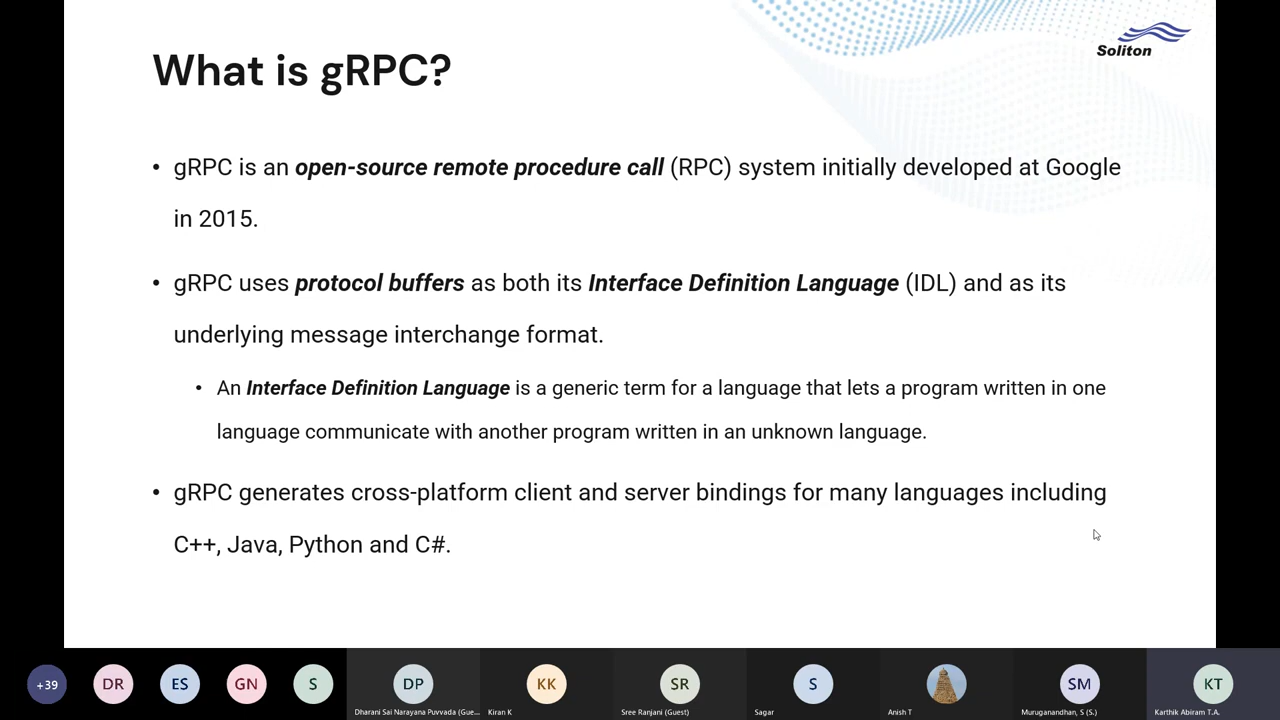 What is gRPC?
Soliton
• gRPC is an open-source remote procedure call (RPC) system initially developed at Google
in 2015.
• gRPC uses protocol buffers as both its Interface Definition Language (IDL) and as its
underlying message interchange format.
• An Interface Definition Language is a generic term for a language that lets a program written in one
language communicate with another program written in an unknown language.
• gRPC generates cross-platform client and server bindings for many languages including
C++, Java, Python and C#.
+39 DR ES GN S DP KK SR S SM KT
Dharani Sai Narayana Puvvada (Gue... Kiran K Sree Ranjani (Guest) Sagar Anish T Muruganandhan, S (S.) Karthik Abiram T.A.